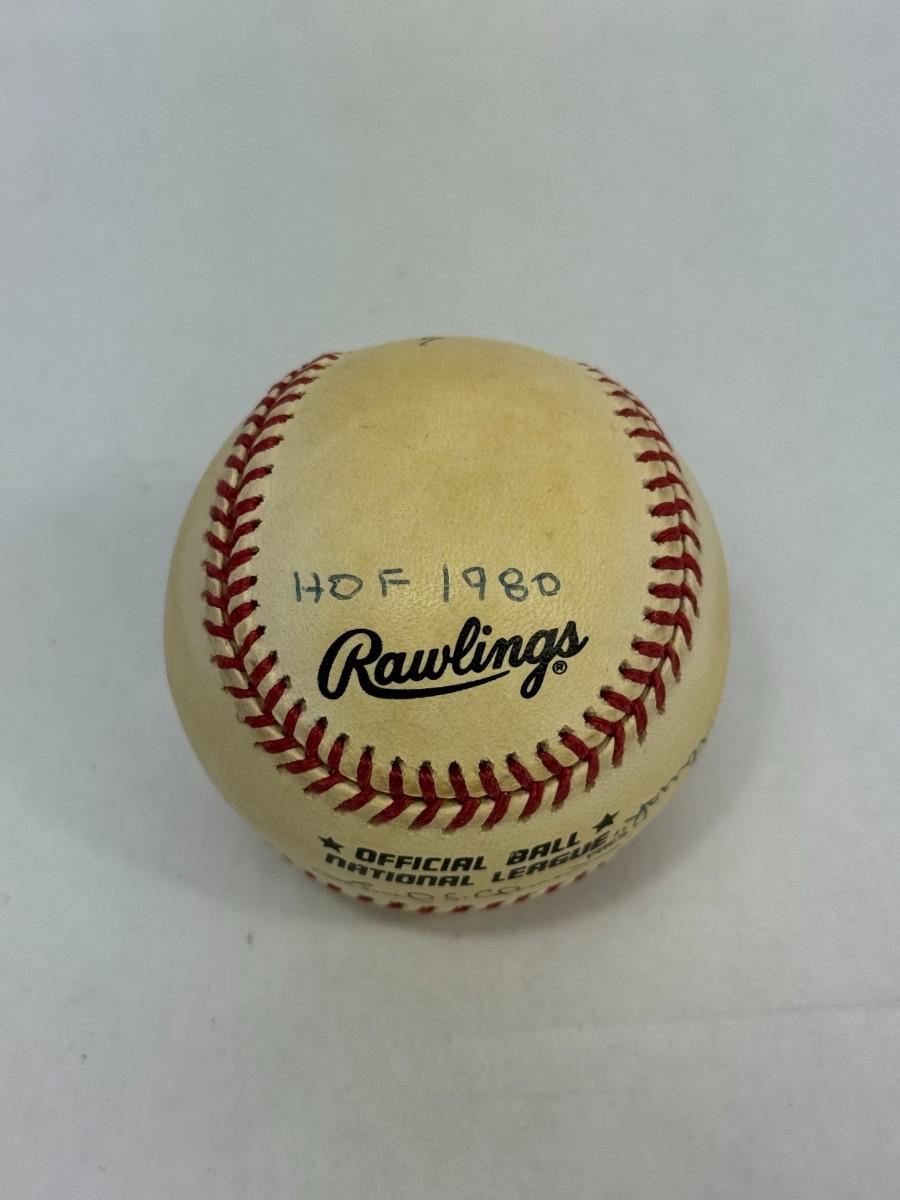 HOF 1980
Rawlings®
★ OFFICIAL BALL ★
NATIONAL LEAGUE